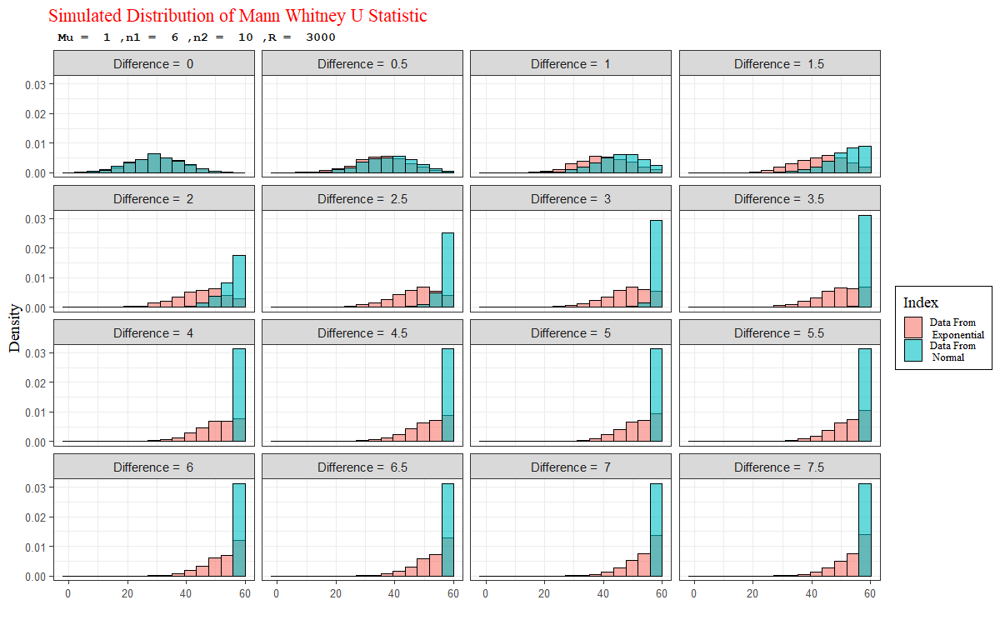 Simulated Distribution of Mann Whitney U Statistic
Mu =  1 ,n1 =  6 ,n2 =  10 ,R =  3000
Difference =  0
Difference =  0.5
Difference =  1
Difference =  1.5
0.03
0.02
0.01
0.00
Difference =  2
Difference =  2.5
Difference =  3
Difference =  3.5
0.03
0.02
0.01
0.00
Density
Index
Data From
Exponential
Data From
Normal
Difference =  4
Difference =  4.5
Difference =  5
Difference =  5.5
0.03
0.02
0.01
0.00
Difference =  6
Difference =  6.5
Difference =  7
Difference =  7.5
0.03
0.02
0.01
0.00
0 20 40 60
0 20 40 60
0 20 40 60
0 20 40 60